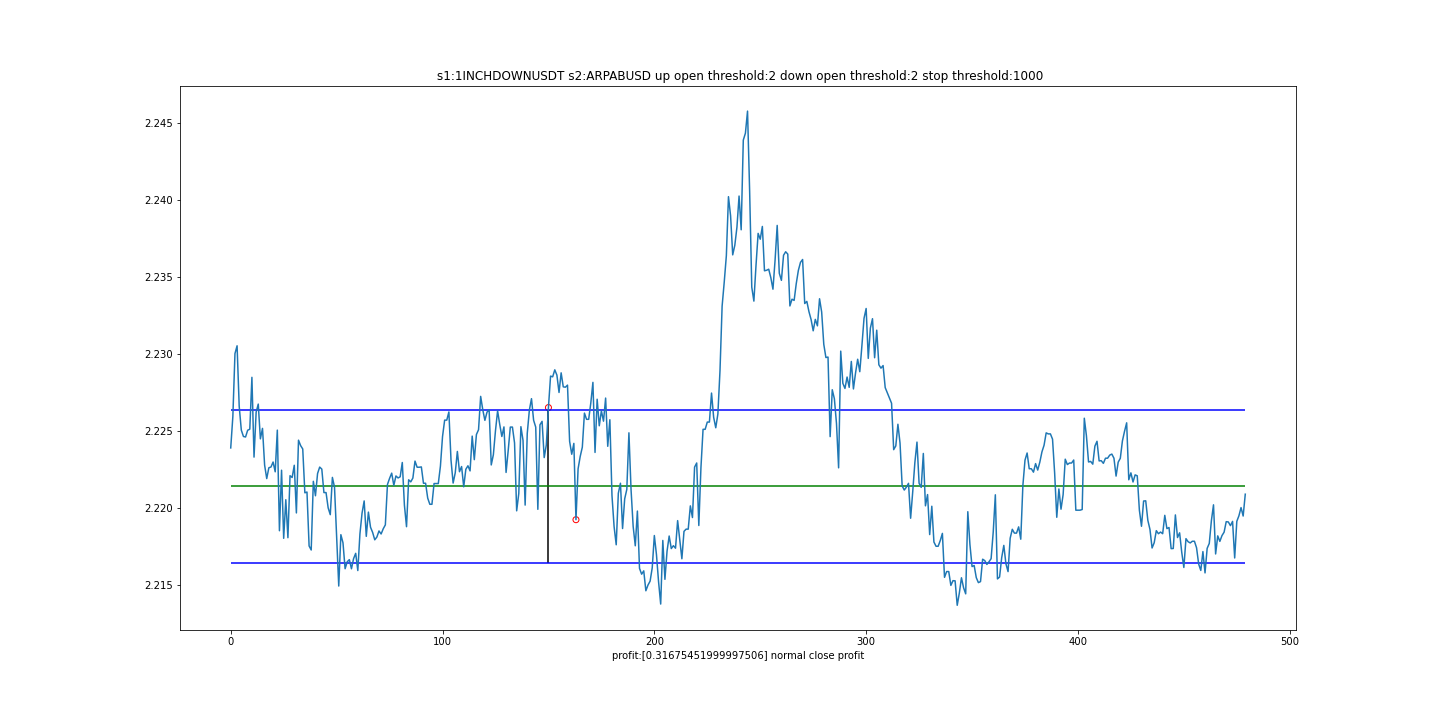 s1:1INCHDOWNUSDT s2:ARPABUSD up open threshold:2 down open threshold:2 stop threshold:1000
2.245
2.240
2.235
2.230
2.225
2.220
2.215
0 100 200 300 400 500
profit:[0.31675451999997506] normal close profit